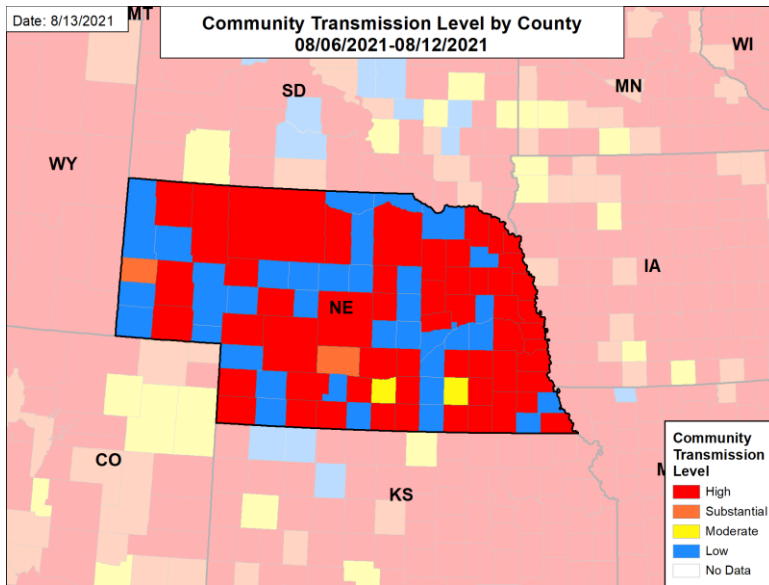 Date: 8/13/2021
Community Transmission Level by County
08/06/2021-08/12/2021
MT
WI
MN
SD
WY
IA
NE
CO
KS
M
Community
Transmission
Level
High
Substantial
Moderate
Low
No Data